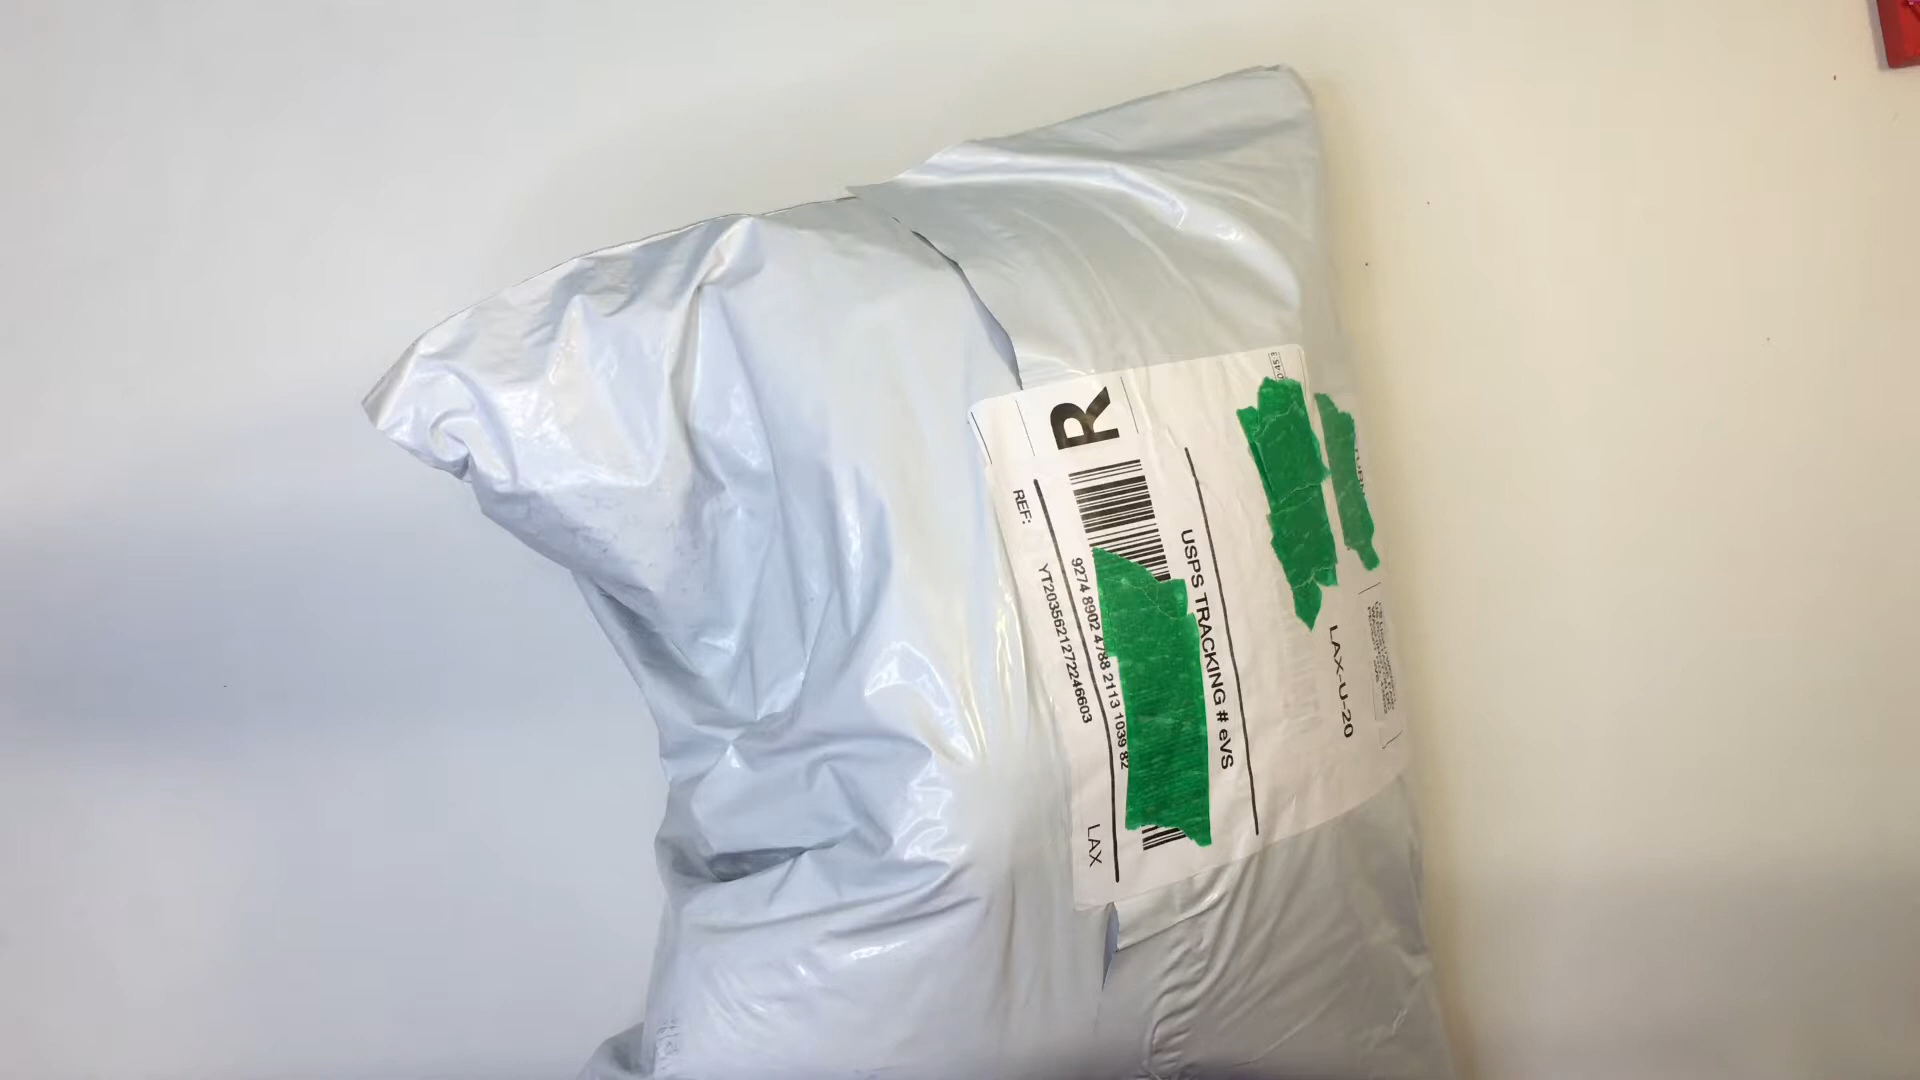 LAX-U-20
USPS TRACKING # eVS
R
9274 8902 4788 2113 1039 82
REF:
YT2035621272246603
LAX